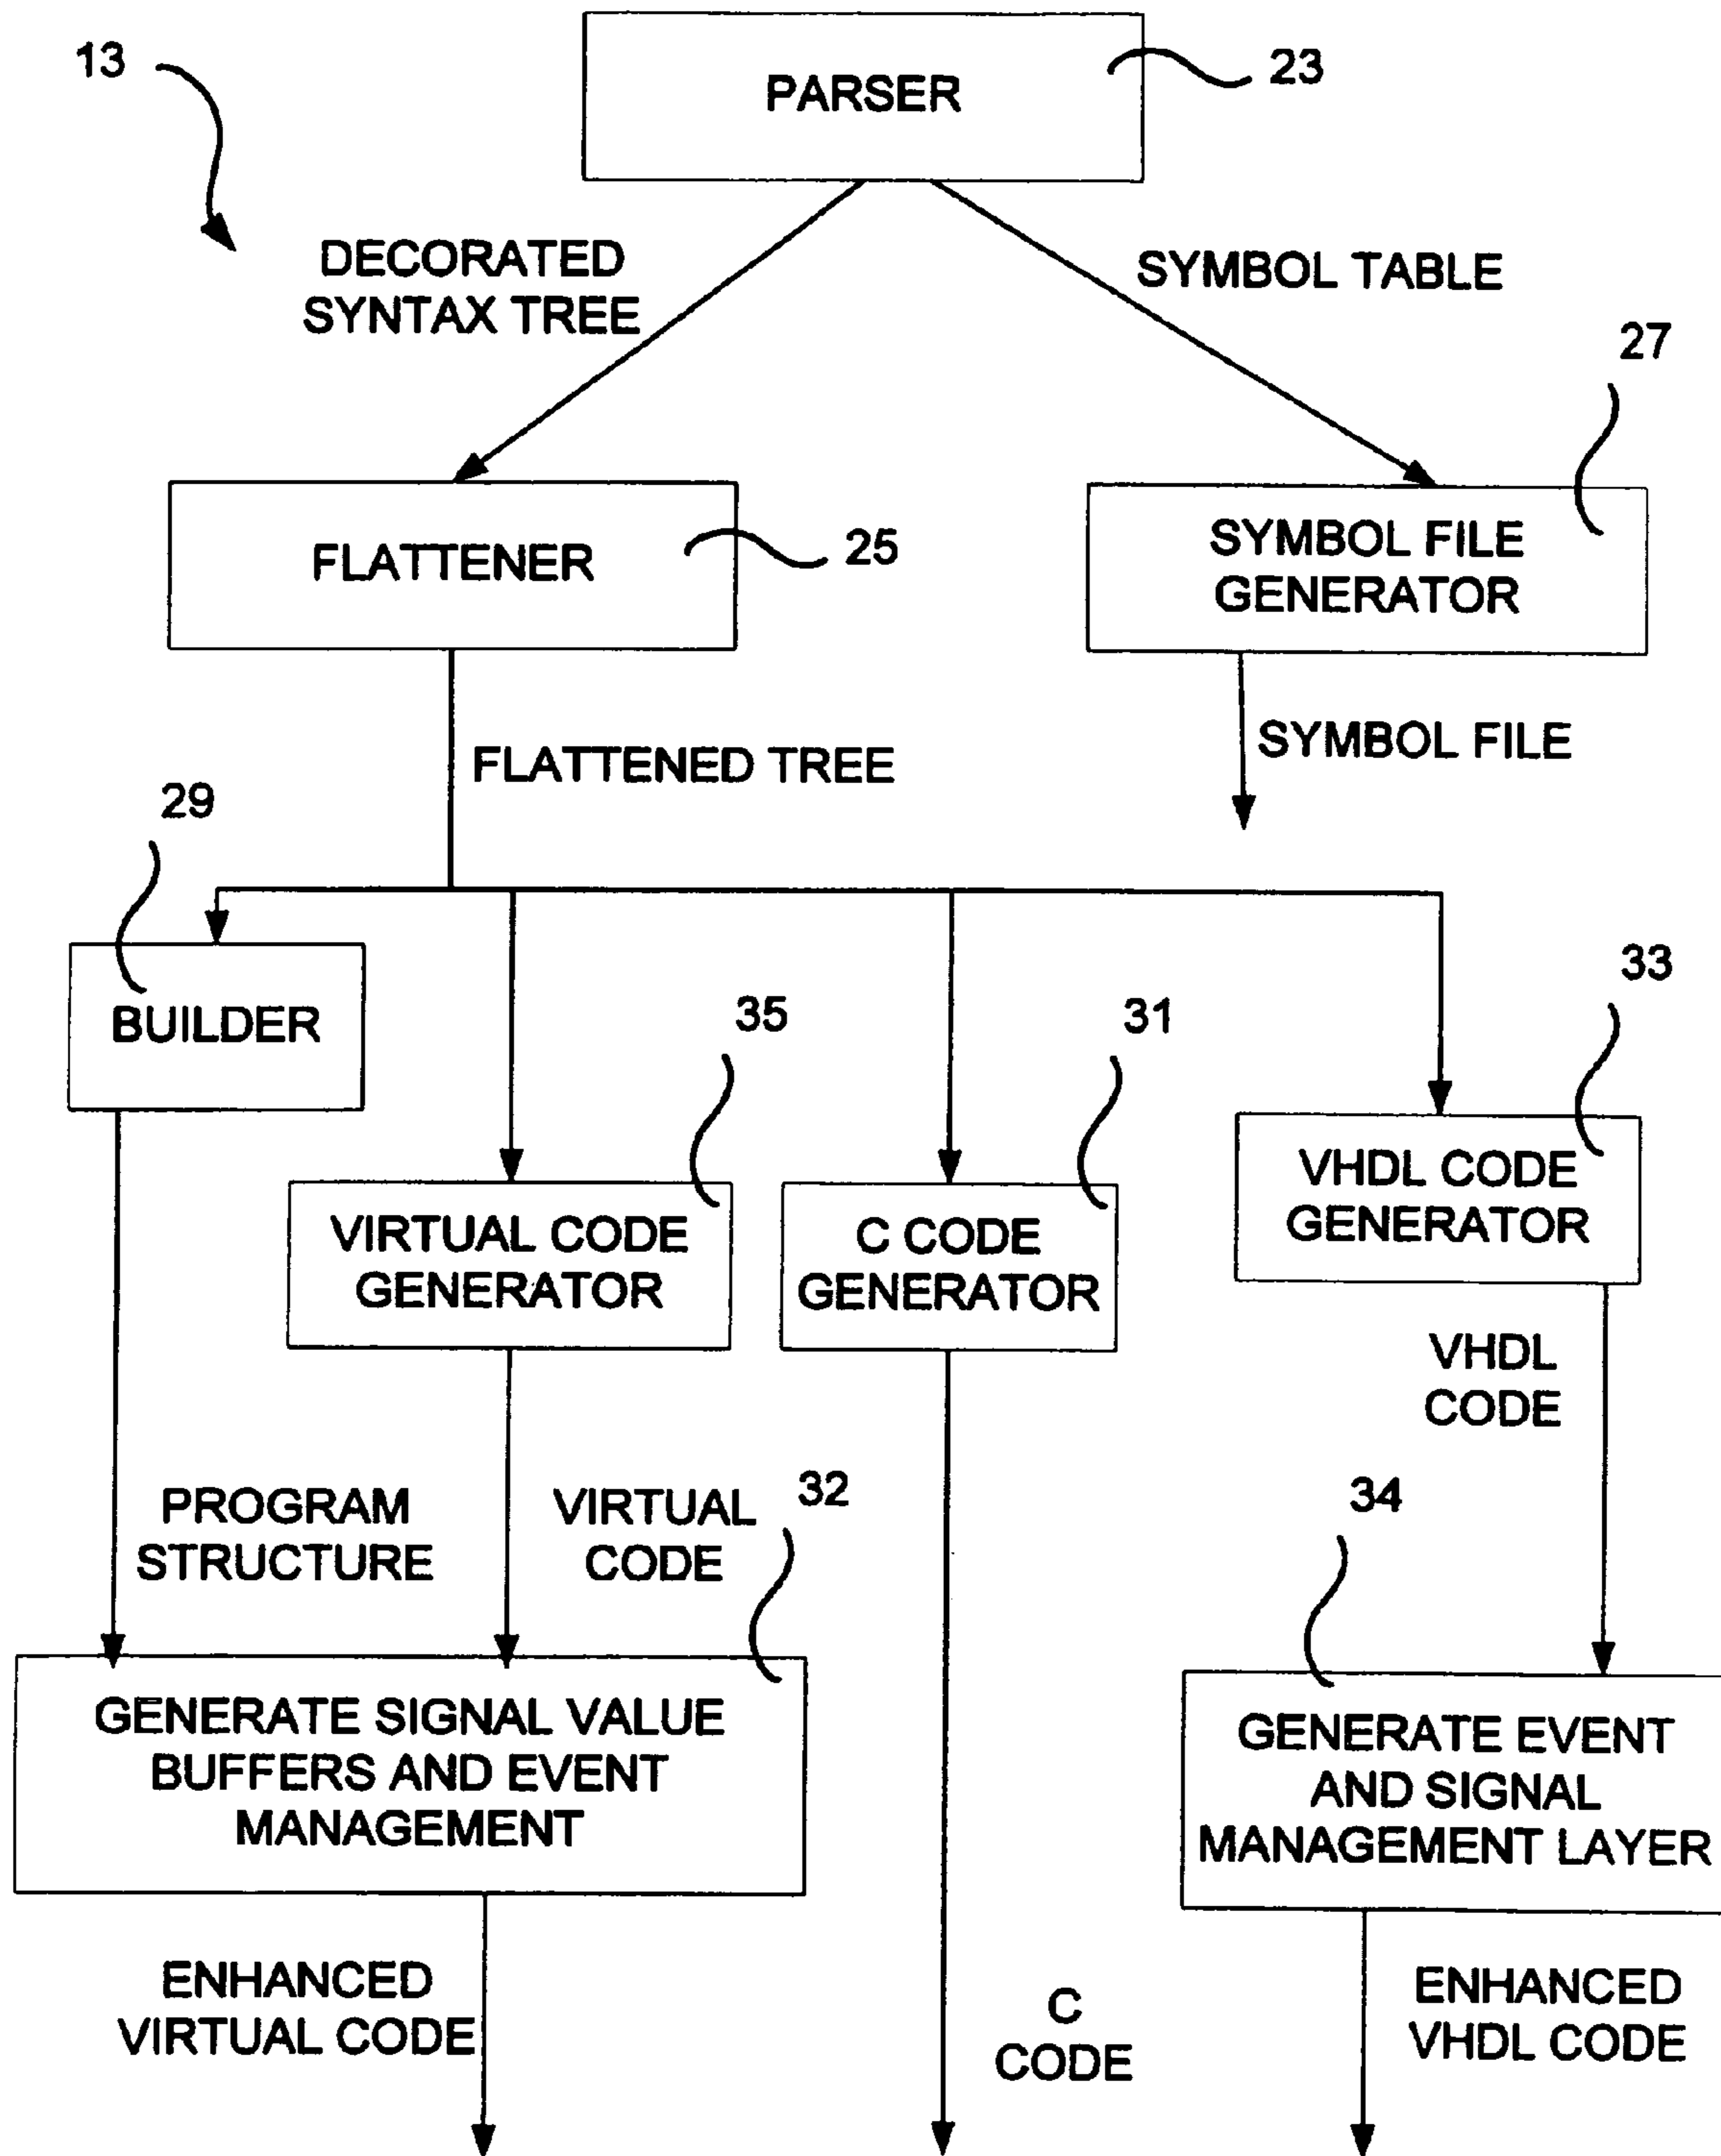 13
PARSER
23
DECORATED
SYNTAX TREE
SYMBOL TABLE
27
FLATTENER
25
SYMBOL FILE
GENERATOR
FLATTENED TREE
SYMBOL FILE
29
BUILDER
35
31
33
VIRTUAL CODE
GENERATOR
C CODE
GENERATOR
VHDL CODE
GENERATOR
VHDL
CODE
PROGRAM
STRUCTURE
VIRTUAL
CODE
32
34
GENERATE SIGNAL VALUE
BUFFERS AND EVENT
MANAGEMENT
GENERATE EVENT
AND SIGNAL
MANAGEMENT LAYER
ENHANCED
VIRTUAL CODE
C
CODE
ENHANCED
VHDL CODE